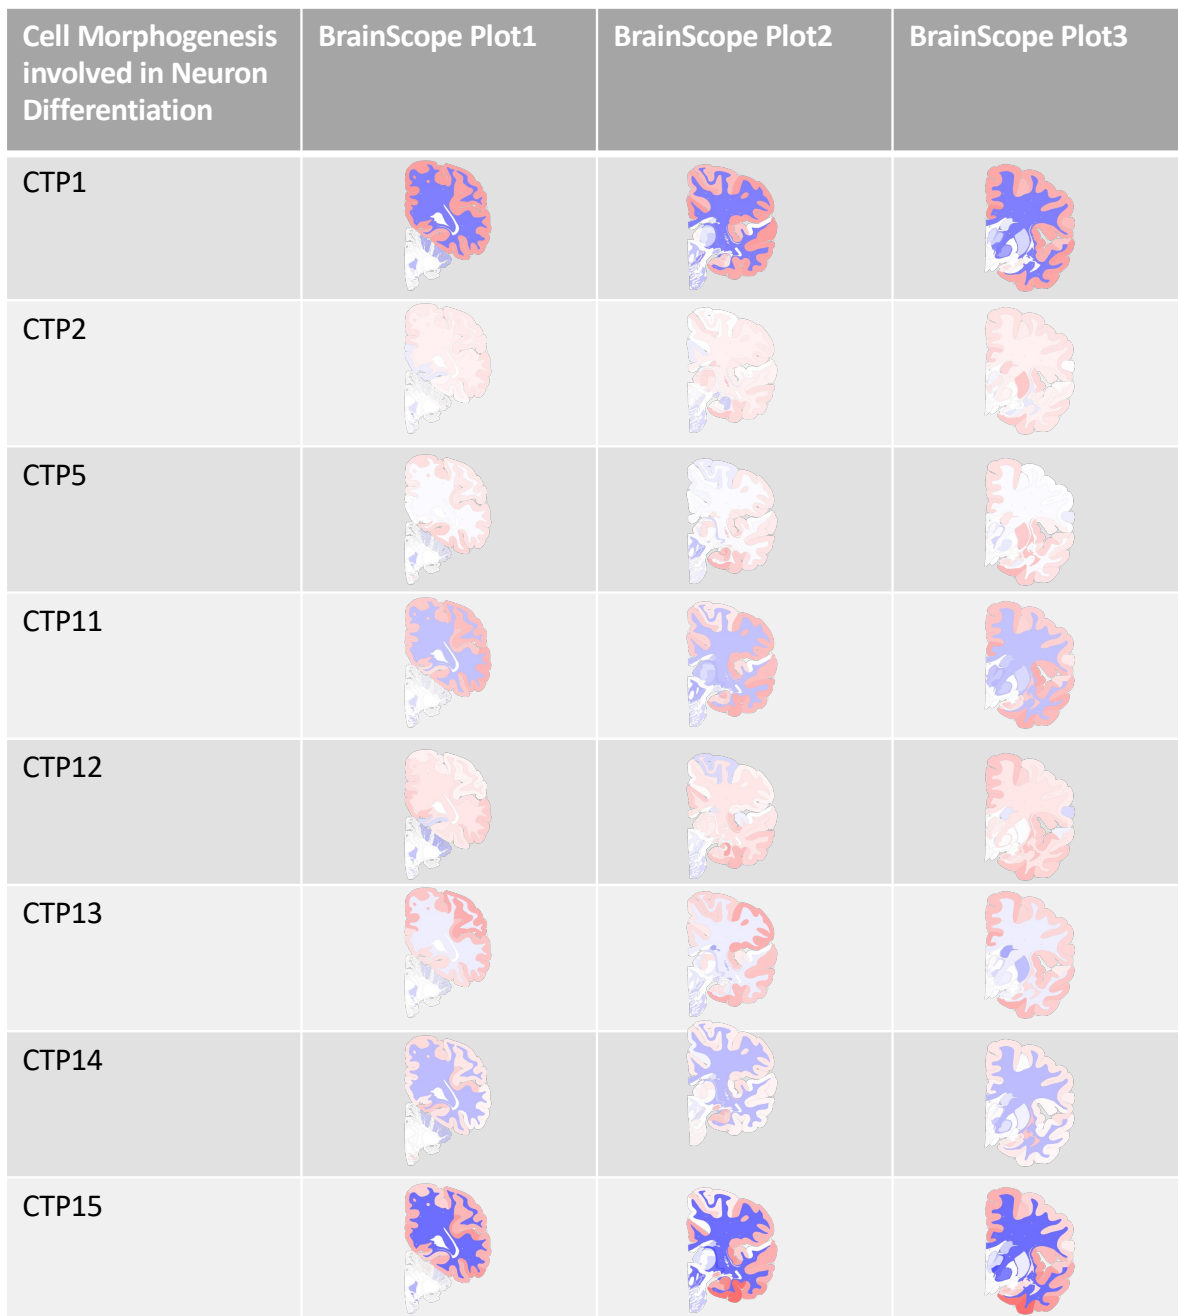 Cell Morphogenesis
involved in Neuron
Differentiation
BrainScope Plot1
BrainScope Plot2
BrainScope Plot3
CTP1
CTP2
CTP5
CTP11
CTP12
CTP13
CTP14
CTP15